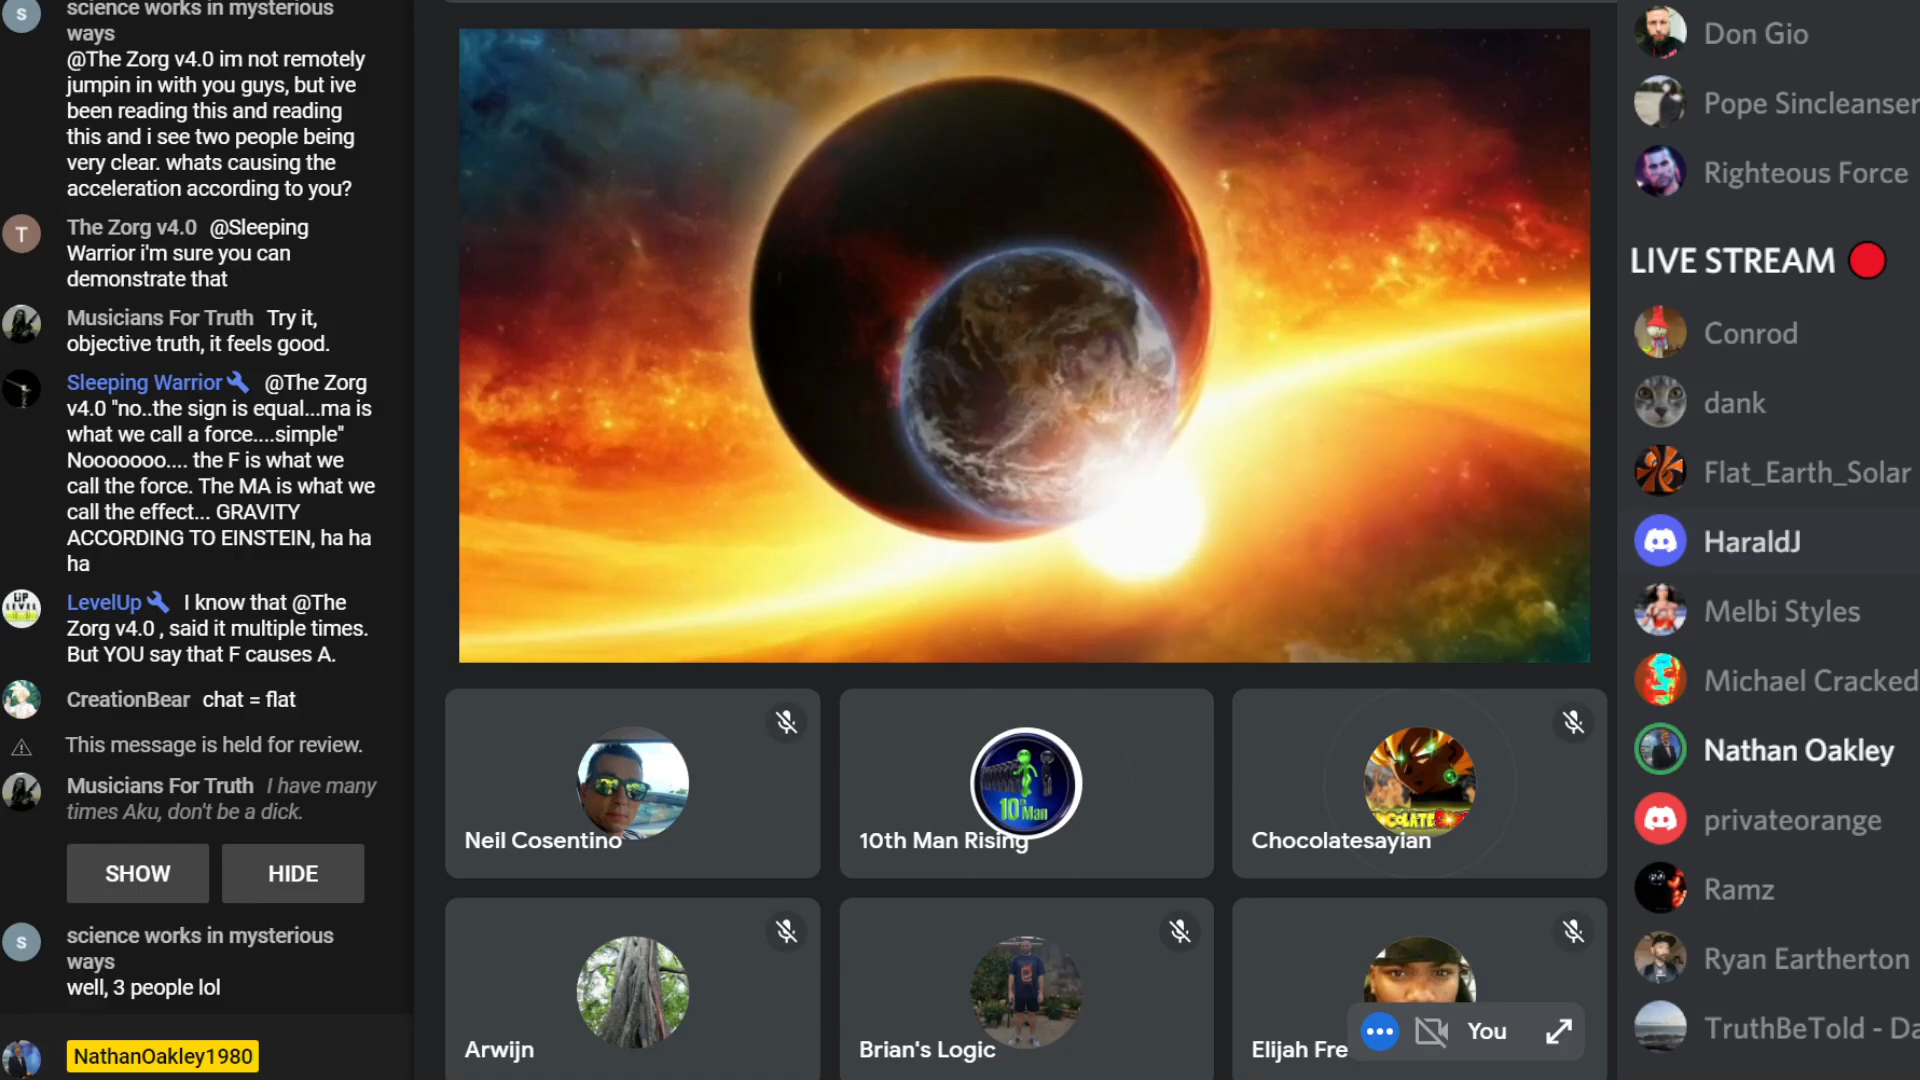 science works in mysterious
ways
@The Zorg v4.0 im not remotely
jumpin in with you guys, but ive
been reading this and reading
this and i see two people being
very clear. whats causing the
acceleration according to you?
T
The Zorg v4.0 @Sleeping
Warrior i'm sure you can
demonstrate that
Musicians For Truth Try it,
objective truth, it feels good.
Sleeping Warrior @The Zorg
v4.0 "no..the sign is equal...ma is
what we call a force....simple"
Nooooooo.... the F is what we
call the force. The MA is what we
call the effect... GRAVITY
ACCORDING TO EINSTEIN, ha ha
ha
UP
LEVEL
LevelUp I know that @The
Zorg v4.0 , said it multiple times.
But YOU say that F causes A.
CreationBear chat = flat
This message is held for review.
Musicians For Truth I have many
times Aku, don't be a dick.
SHOW HIDE
S
science works in mysterious
ways
well, 3 people lol
NathanOakley1980
Neil Cosentino
10th Man
10th Man Rising
Chocolatesayian
Arwijn
Brian's Logic
Elijah Fre
You
Don Gio
Pope Sincleanser
Righteous Force
LIVE STREAM
Conrod
dank
Flat_Earth_Solar
HaraldJ
Melbi Styles
Michael Cracked
Nathan Oakley
privateorange
Ramz
Ryan Eartherton
TruthBeTold - Da